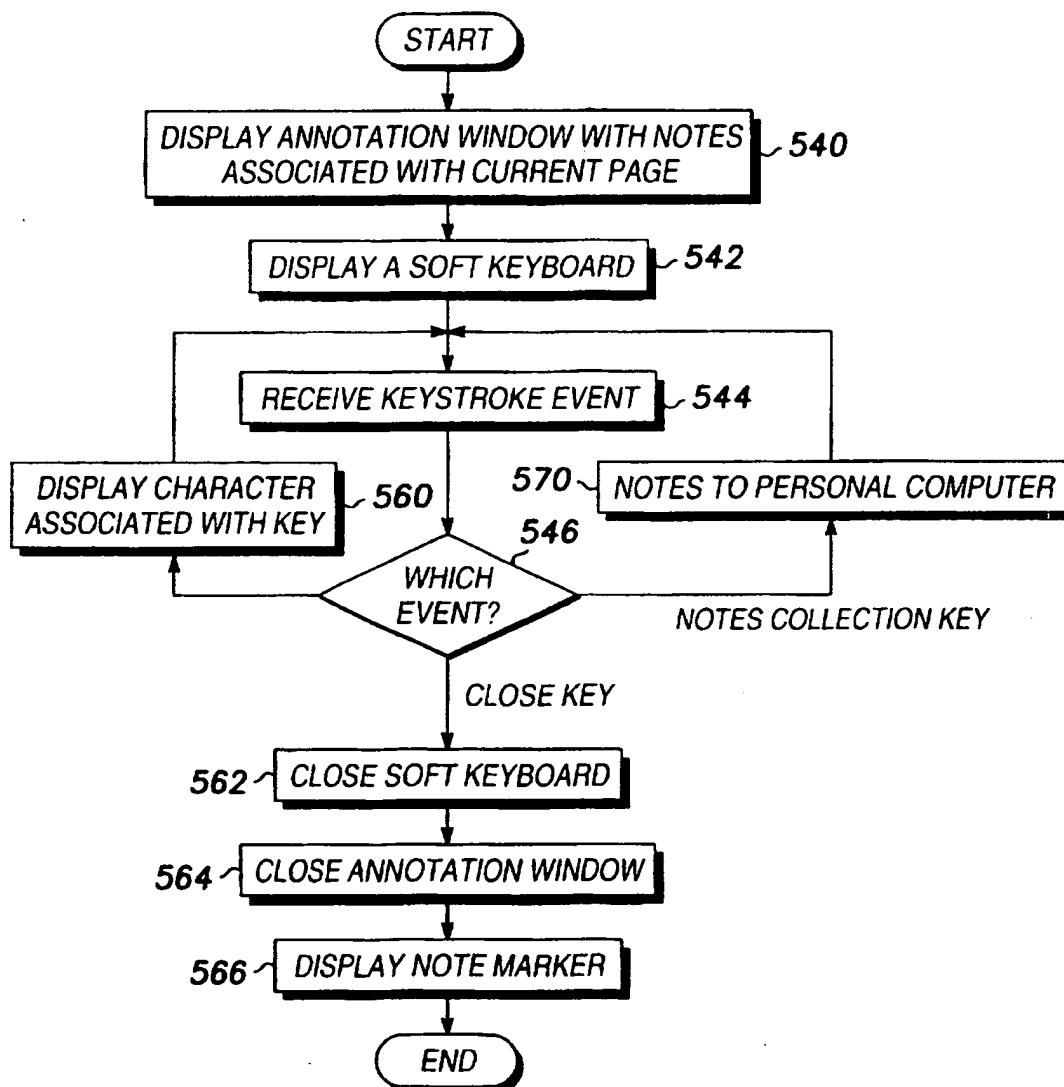 START
DISPLAY ANNOTATION WINDOW WITH NOTES
ASSOCIATED WITH CURRENT PAGE
540
DISPLAY A SOFT KEYBOARD
542
RECEIVE KEYSTROKE EVENT
544
DISPLAY CHARACTER
ASSOCIATED WITH KEY
560
570
NOTES TO PERSONAL COMPUTER
546
WHICH
EVENT?
NOTES COLLECTION KEY
CLOSE KEY
562
CLOSE SOFT KEYBOARD
564
CLOSE ANNOTATION WINDOW
566
DISPLAY NOTE MARKER
END